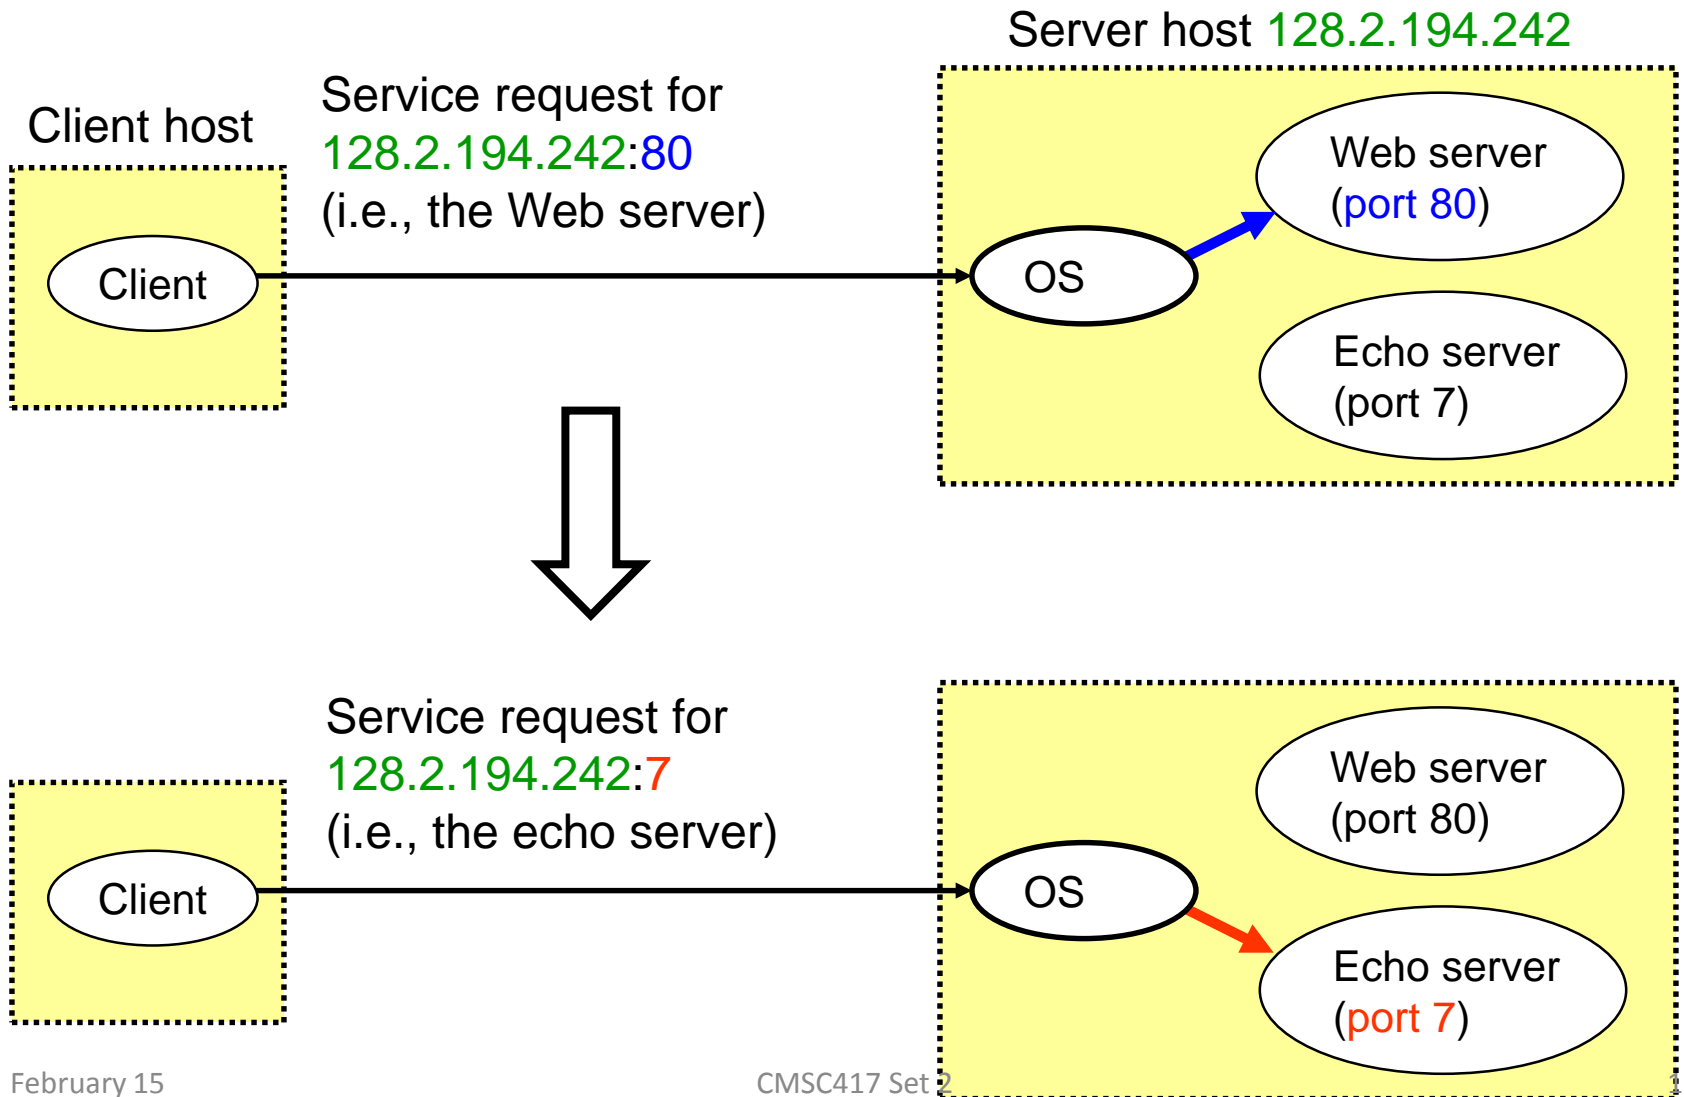 Server host 128.2.194.242
Client host
Service request for
128.2.194.242:80
(i.e., the Web server)
Client
OS
Web server
(port 80)
Echo server
(port 7)
Service request for
128.2.194.242:7
(i.e., the echo server)
Client
OS
Web server
(port 80)
Echo server
(port 7)
February 15
CMSC417 Set 2
1